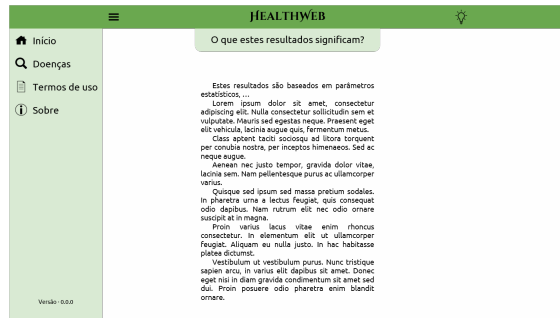 HEALTHWEB
O que estes resultados significam?
Início
Doenças
Termos de uso
Sobre
Estes resultados são baseados em parâmetros
estatísticos, ...
Lorem ipsum dolor sit amet, consectetur
adipiscing elit. Nulla consectetur sollicitudin sem et
vulputate. Mauris sed egestas neque. Praesent eget
elit vehicula, lacinia augue quis, fermentum metus.
Class aptent taciti sociosqu ad litora torquent
per conubia nostra, per inceptos himenaeos. Sed ac
neque augue.
Aenean nec justo tempor, gravida dolor vitae,
lacinia sem. Nam pellentesque purus ac ullamcorper
varius.
Quisque sed ipsum sed massa pretium sodales.
In pharetra urna a lectus feugiat, quis consequat
odio dapibus. Nam rutrum elit nec odio ornare
suscipit at in magna.
Proin varius lacus vitae enim rhoncus
consectetur. In elementum elit ut ullamcorper
feugiat. Aliquam eu nulla justo. In hac habitasse
platea dictumst.
Vestibulum ut vestibulum purus. Nunc tristique
sapien arcu, in varius elit dapibus sit amet. Donec
eget nisi in diam gravida condimentum sit amet sed
dui. Proin posuere odio pharetra enim blandit
ornare.
Versão - 0.0.0